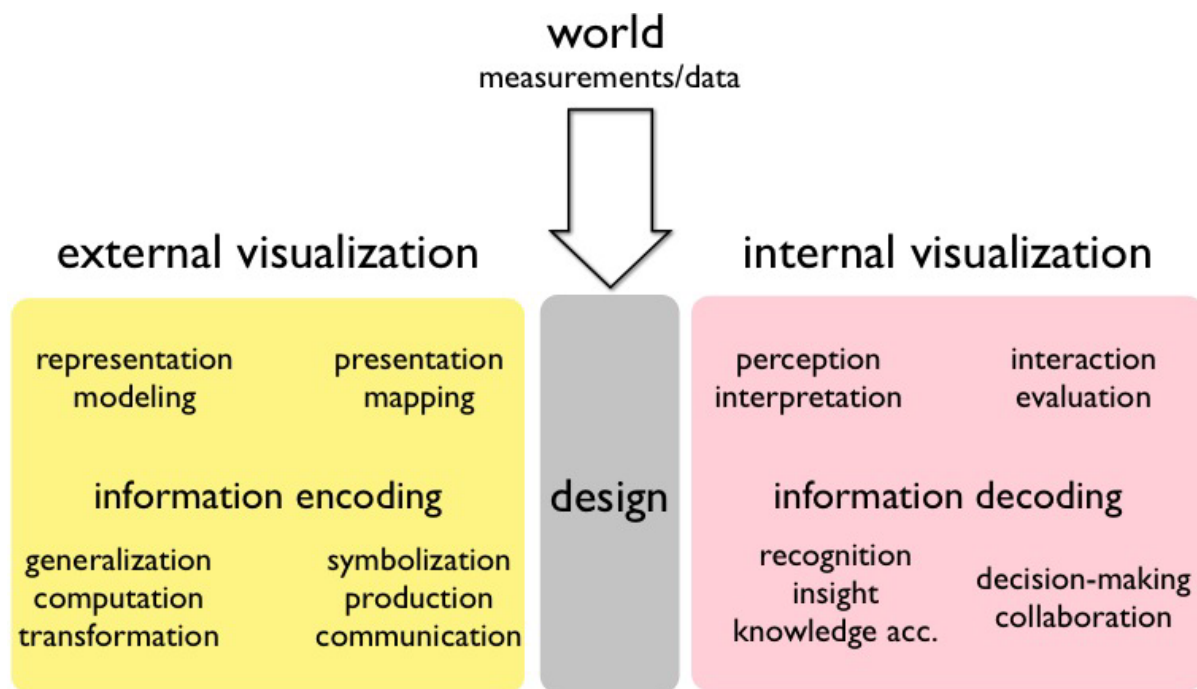 world
measurements/data
external visualization
internal visualization
representation
modeling
presentation
mapping
information encoding
generalization
computation
transformation
symbolization
production
communication
design
perception
interpretation
interaction
evaluation
information decoding
recognition
insight
knowledge acc.
decision-making
collaboration